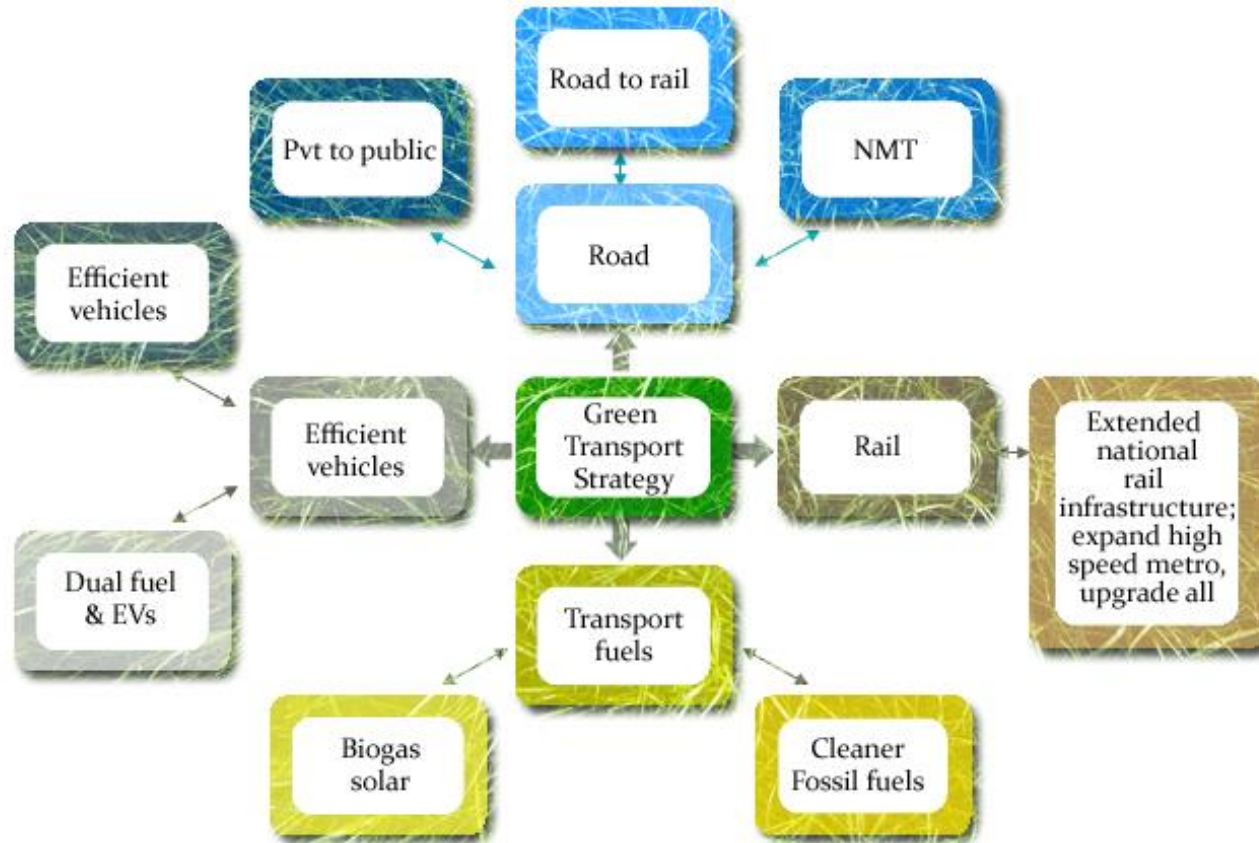 Road to rail
Pvt to public
NMT
Road
Efficient
vehicles
Efficient
vehicles
Green
Transport
Strategy
Rail
Extended
national
rail
infrastructure;
expand high
speed metro,
upgrade all
Dual fuel
& EVs
Transport
fuels
Biogas
solar
Cleaner
Fossil fuels